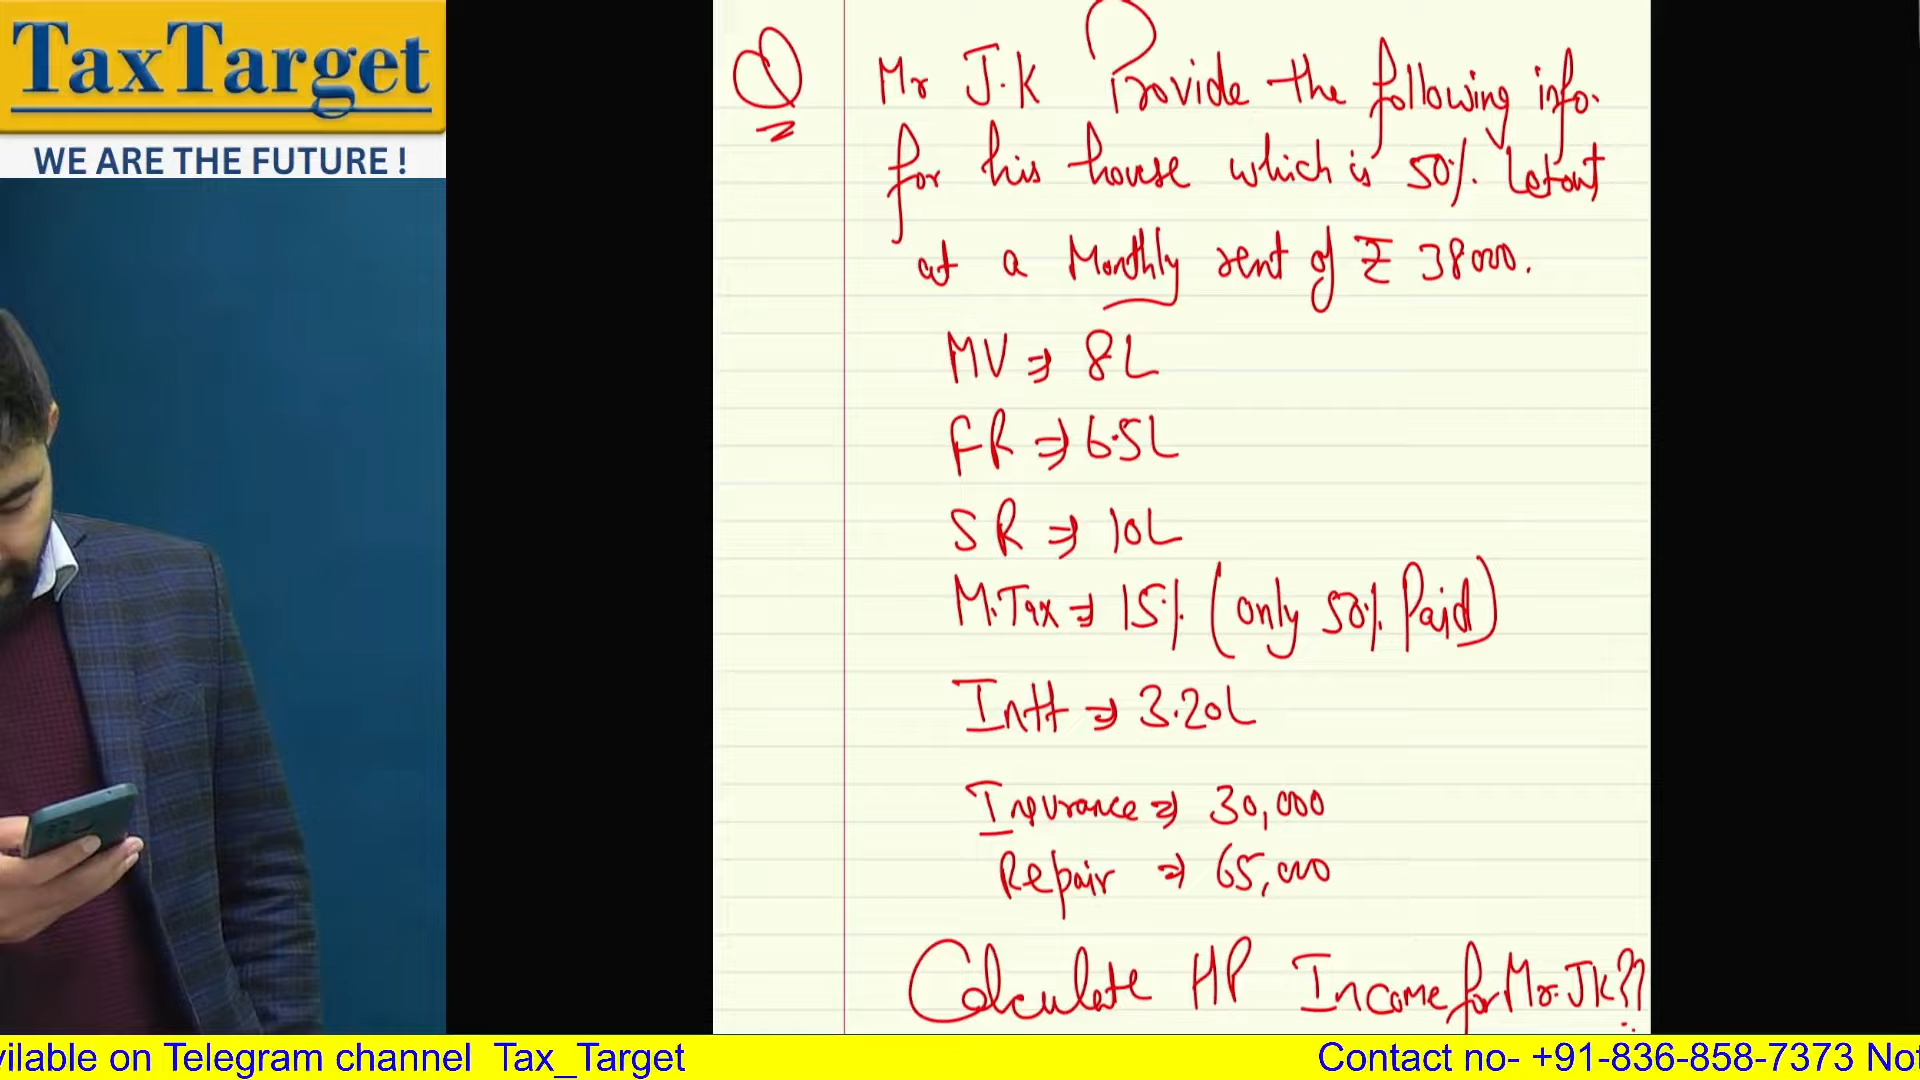 TaxTarget
WE ARE THE FUTURE !
Q
Mr J.K Provide the following info.
for his house which is 50% Letout
at a Monthly rent of ₹ 38000.
MV ⇒ 8L
FR ⇒ 6.5L
SR ⇒ 10L
M.Tax ⇒ 15% (only 50% Paid)
Intt ⇒ 3.20L
Insurance ⇒ 30,000
Repair ⇒ 65,000
Calculate HP Income for Mr. JK??
vilable on Telegram channel Tax_Target
Contact no- +91-836-858-7373 Not